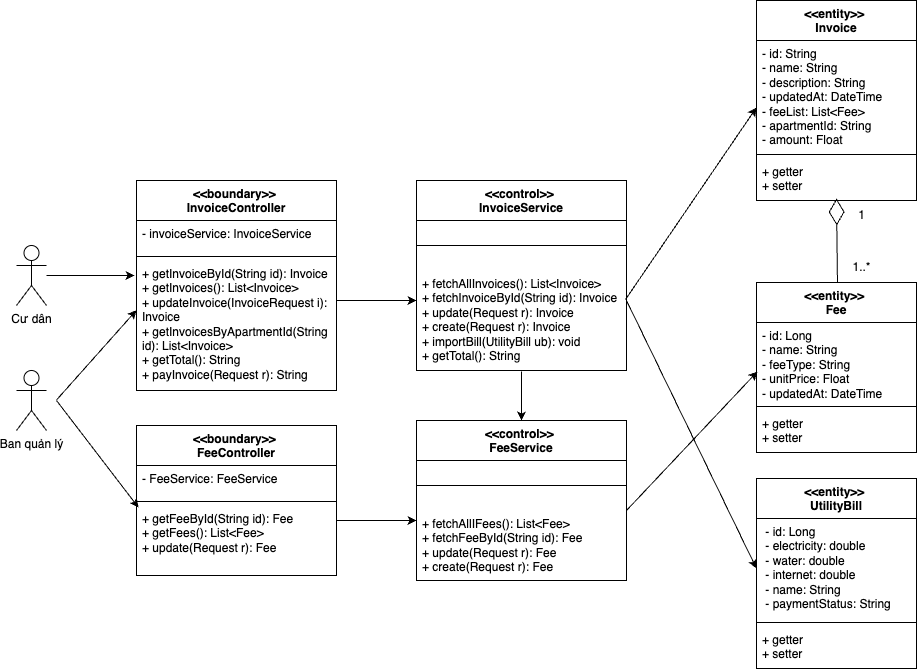 <<entity>>
Invoice
- id: String
- name: String
- description: String
- updatedAt: DateTime
- feeList: List<Fee>
- apartmentId: String
- amount: Float
+ getter
+ setter
1
1..*
<<boundary>>
InvoiceController
- invoiceService: InvoiceService
+ getInvoiceById(String id): Invoice
+ getInvoices(): List<Invoice>
+ updateInvoice(InvoiceRequest i):
Invoice
+ getInvoicesByApartmentId(String
id): List<Invoice>
+ getTotal(): String
+ payInvoice(Request r): String
<<control>>
InvoiceService
+ fetchAllInvoices(): List<Invoice>
+ fetchInvoiceById(String id): Invoice
+ update(Request r): Invoice
+ create(Request r): Invoice
+ importBill(UtilityBill ub): void
+ getTotal(): String
Cư dân
Ban quản lý
<<entity>>
Fee
- id: Long
- name: String
- feeType: String
- unitPrice: Float
- updatedAt: DateTime
+ getter
+ setter
<<boundary>>
FeeController
- FeeService: FeeService
+ getFeeById(String id): Fee
+ getFees(): List<Fee>
+ update(Request r): Fee
<<control>>
FeeService
+ fetchAllIFees(): List<Fee>
+ fetchFeeById(String id): Fee
+ update(Request r): Fee
+ create(Request r): Fee
<<entity>>
UtilityBill
- id: Long
- electricity: double
- water: double
- internet: double
- name: String
- paymentStatus: String
+ getter
+ setter